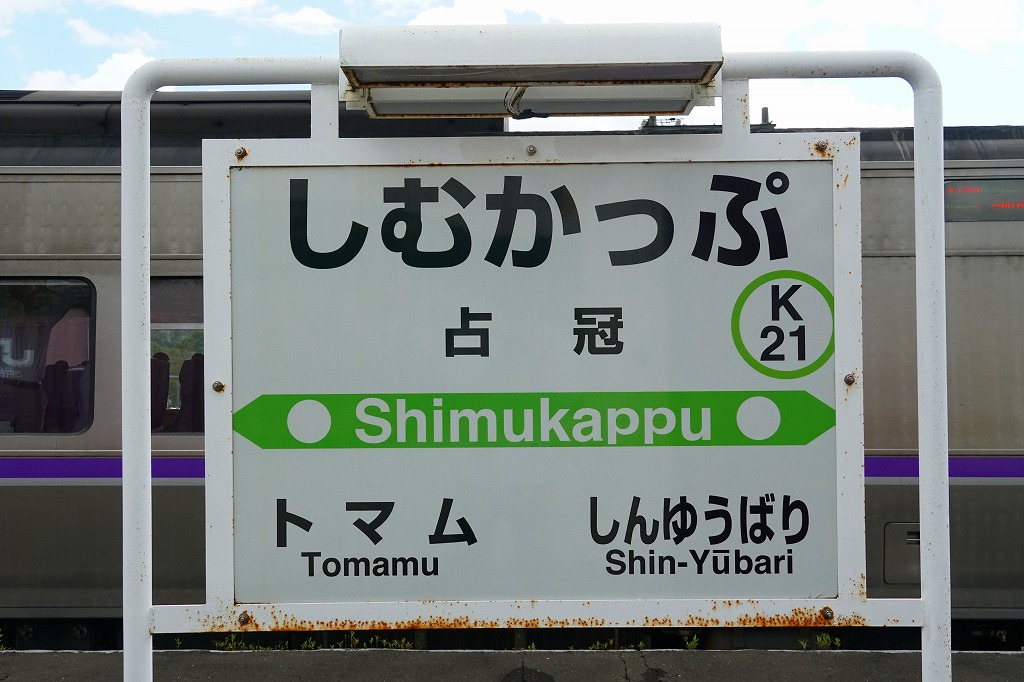 しむかっぷ
占冠
K
21
Shimukappu
トマム
Tomamu
しんゆうばり
Shin-Yūbari